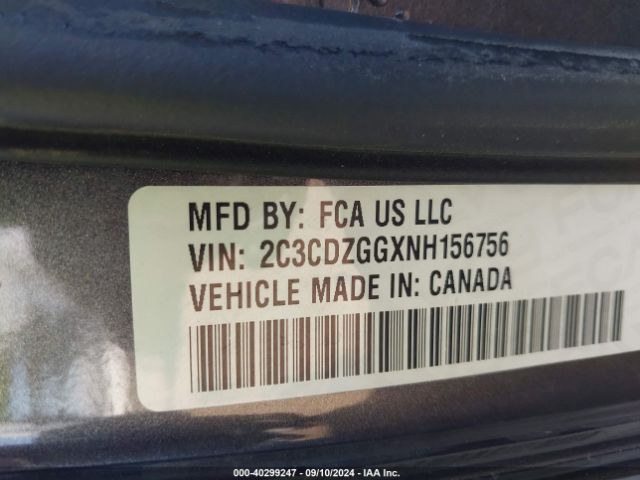 MFD BY: FCA US LLC
VIN: 2C3CDZGGXNH156756
VEHICLE MADE IN: CANADA
000-40299247 - 09/10/2024 - IAA Inc.